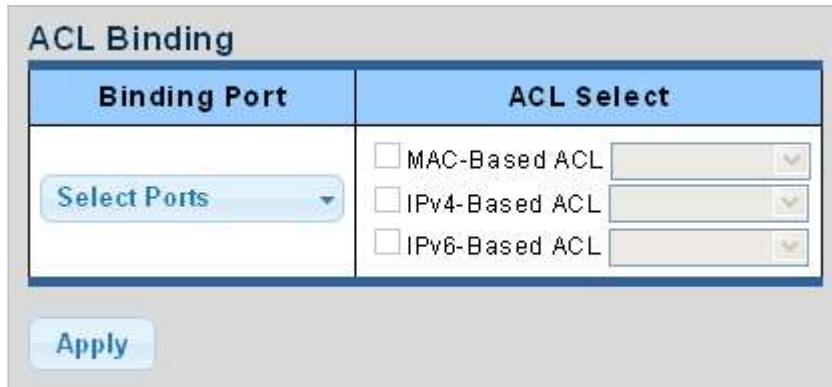 ACL Binding
Binding Port
ACL Select
Select Ports
MAC-Based ACL
IPv4-Based ACL
IPv6-Based ACL
Apply